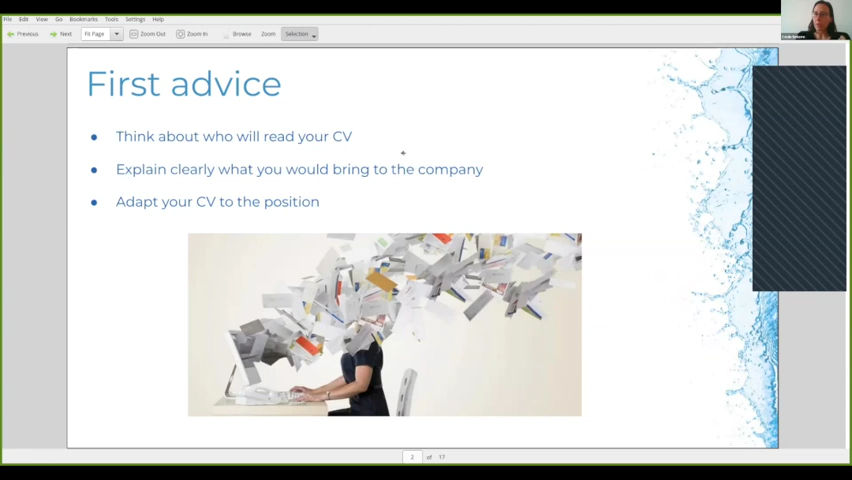 File Edit View Go Bookmarks Tools Settings Help
Previous Next Fit Page Zoom Out Zoom In Browse Zoom Selection
First advice
● Think about who will read your CV
● Explain clearly what you would bring to the company
● Adapt your CV to the position
2 of 17